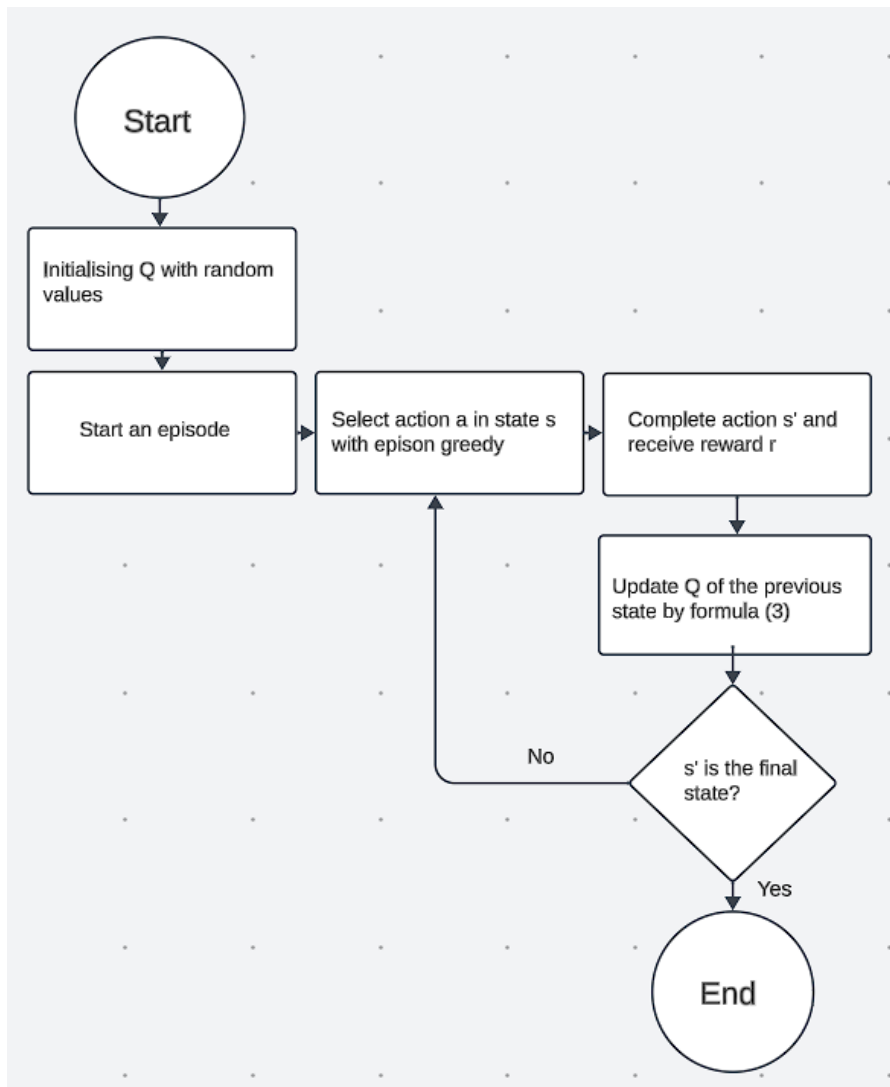 Start
Initialising Q with random
values
Start an episode
Select action a in state s
with epison greedy
Complete action s' and
receive reward r
Update Q of the previous
state by formula (3)
s' is the final
state?
No
Yes
End